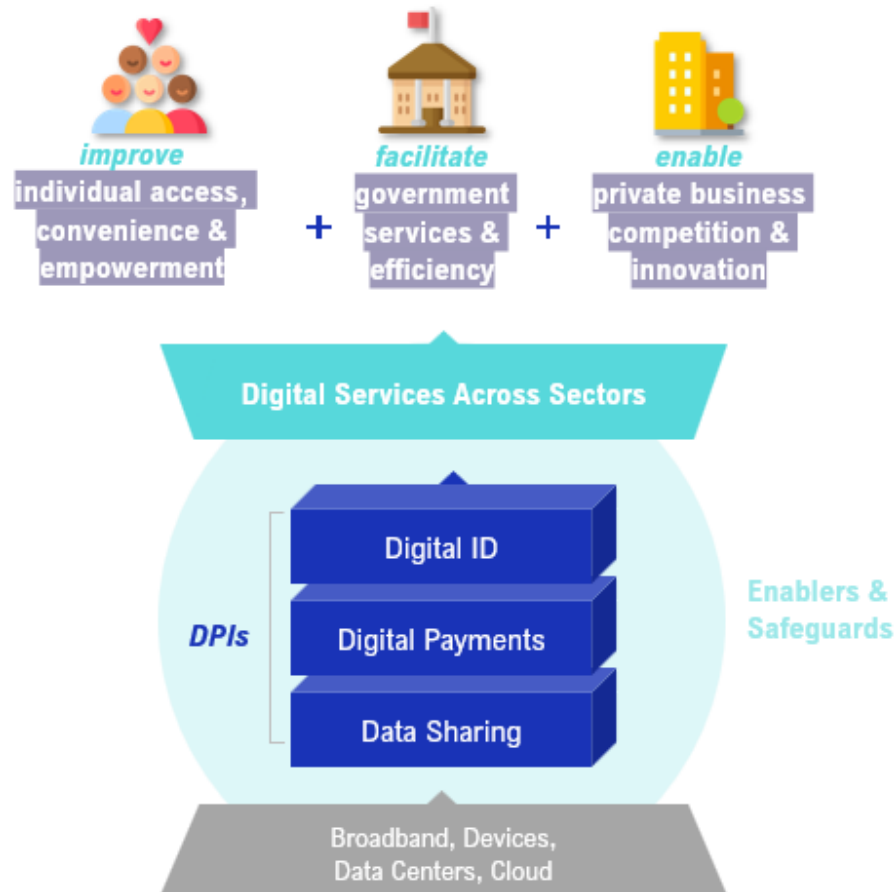 improve
individual access,
convenience &
empowerment
+
facilitate
government
services &
efficiency
+
enable
private business
competition &
innovation
Digital Services Across Sectors
DPIs
Digital ID
Digital Payments
Data Sharing
Enablers &
Safeguards
Broadband, Devices,
Data Centers, Cloud